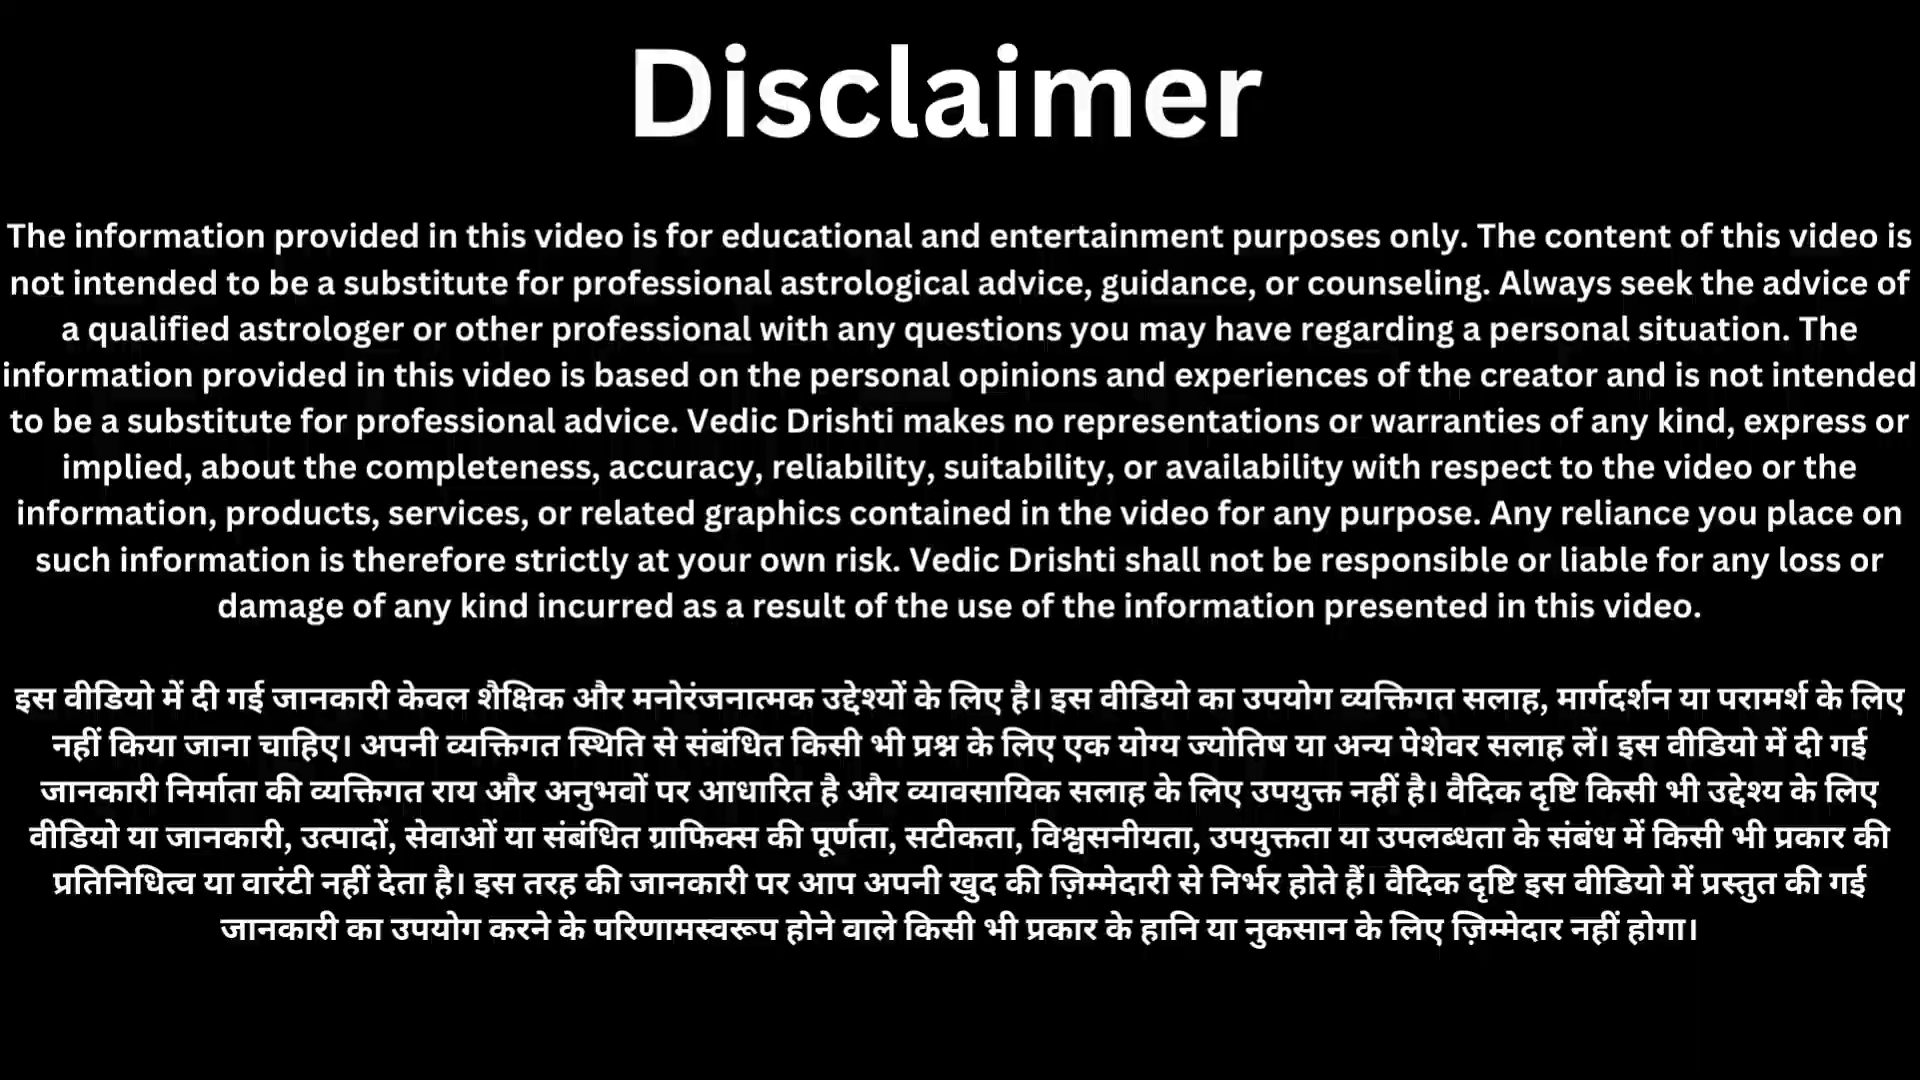 Disclaimer
The information provided in this video is for educational and entertainment purposes only. The content of this video is
not intended to be a substitute for professional astrological advice, guidance, or counseling. Always seek the advice of
a qualified astrologer or other professional with any questions you may have regarding a personal situation. The
information provided in this video is based on the personal opinions and experiences of the creator and is not intended
to be a substitute for professional advice. Vedic Drishti makes no representations or warranties of any kind, express or
implied, about the completeness, accuracy, reliability, suitability, or availability with respect to the video or the
information, products, services, or related graphics contained in the video for any purpose. Any reliance you place on
such information is therefore strictly at your own risk. Vedic Drishti shall not be responsible or liable for any loss or
damage of any kind incurred as a result of the use of the information presented in this video.
इस वीडियो में दी गई जानकारी केवल शैक्षिक और मनोरंजनात्मक उद्देश्यों के लिए है। इस वीडियो का उपयोग व्यक्तिगत सलाह, मार्गदर्शन या परामर्श के लिए
नहीं किया जाना चाहिए। अपनी व्यक्तिगत स्थिति से संबंधित किसी भी प्रश्न के लिए एक योग्य ज्योतिष या अन्य पेशेवर सलाह लें। इस वीडियो में दी गई
जानकारी निर्माता की व्यक्तिगत राय और अनुभवों पर आधारित है और व्यावसायिक सलाह के लिए उपयुक्त नहीं है। वैदिक दृष्टि किसी भी उद्देश्य के लिए
वीडियो या जानकारी, उत्पादों, सेवाओं या संबंधित ग्राफिक्स की पूर्णता, सटीकता, विश्वसनीयता, उपयुक्तता या उपलब्धता के संबंध में किसी भी प्रकार की
प्रतिनिधित्व या वारंटी नहीं देता है। इस तरह की जानकारी पर आप अपनी खुद की ज़िम्मेदारी से निर्भर होते हैं। वैदिक दृष्टि इस वीडियो में प्रस्तुत की गई
जानकारी का उपयोग करने के परिणामस्वरूप होने वाले किसी भी प्रकार के हानि या नुकसान के लिए ज़िम्मेदार नहीं होगा।